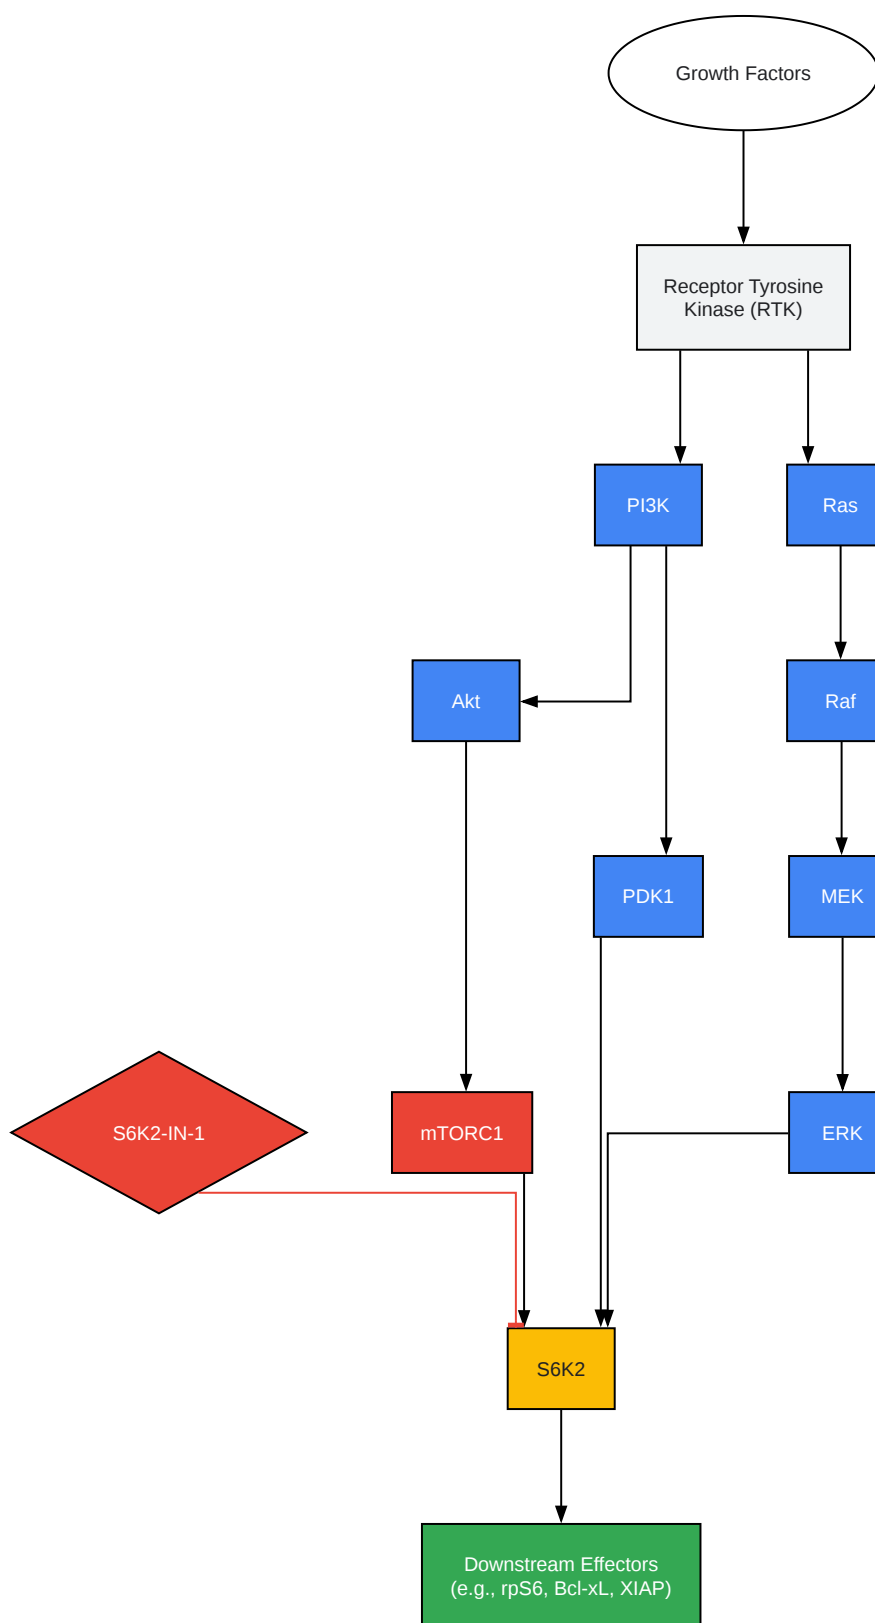 Growth Factors
Receptor Tyrosine
Kinase (RTK)
PI3K
Ras
Akt
Raf
PDK1
MEK
S6K2-IN-1
mTORC1
ERK
S6K2
Downstream Effectors
(e.g., rpS6, Bcl-xL, XIAP)